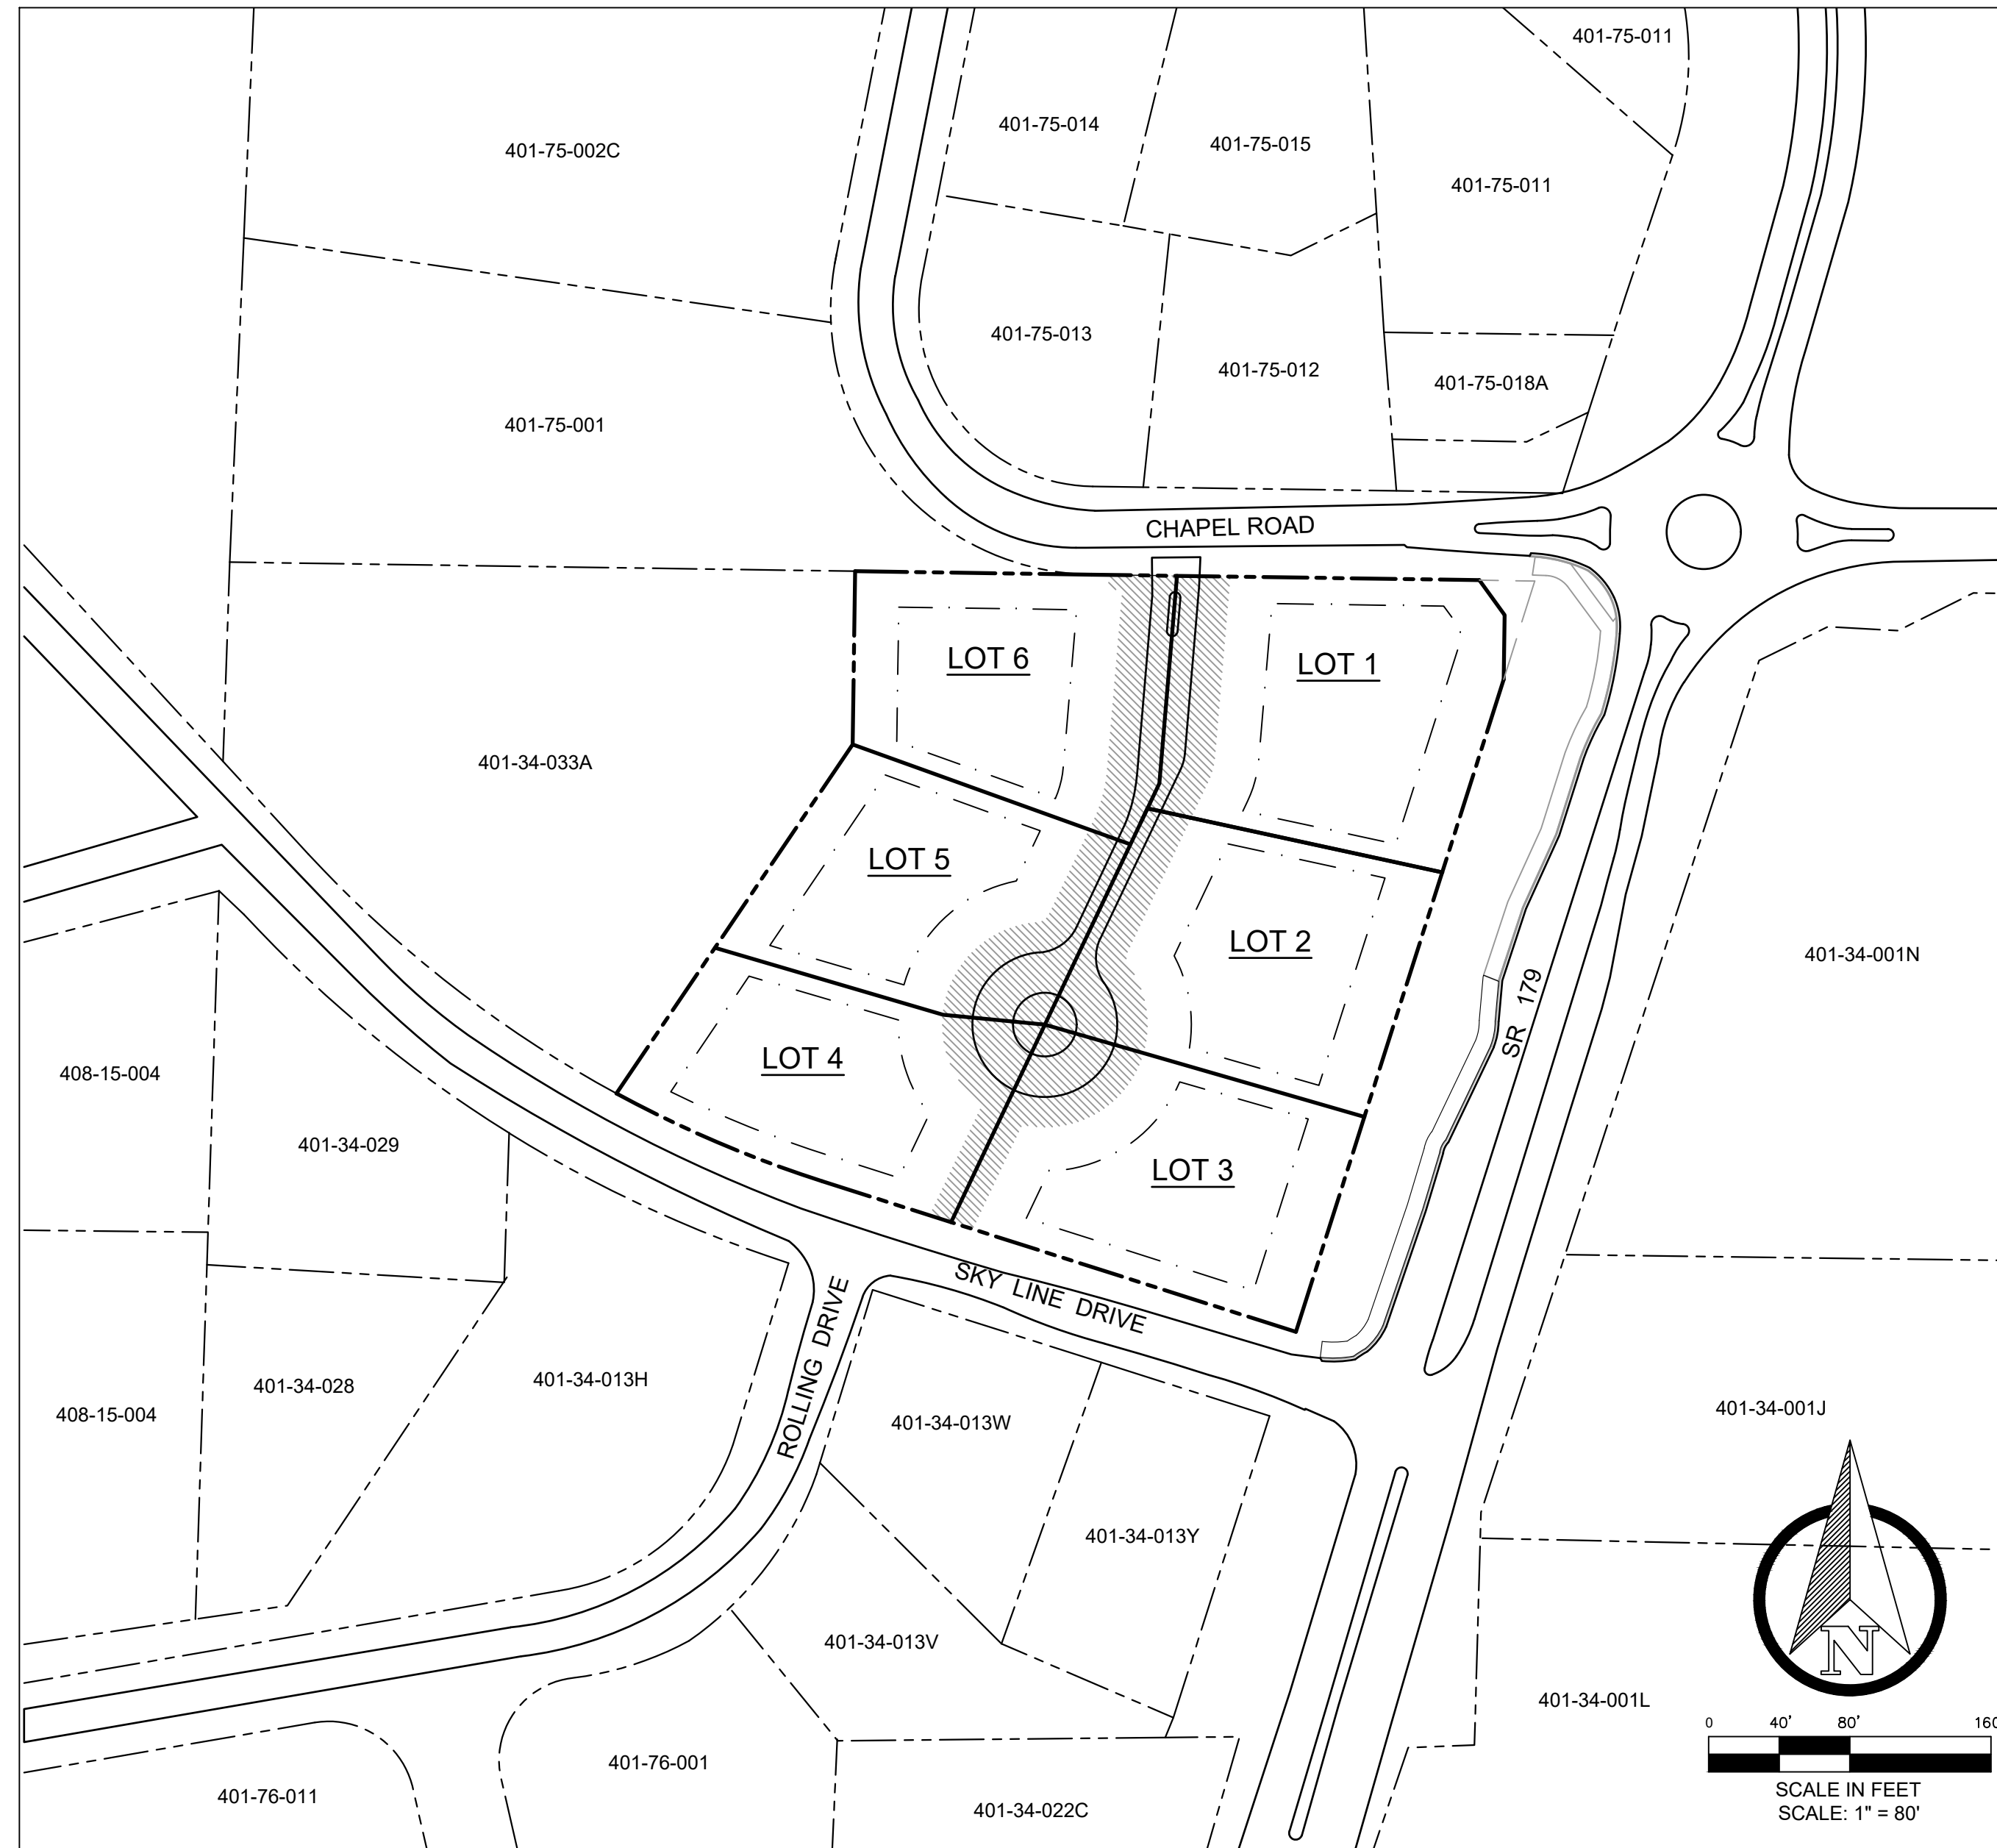 401-75-011
401-75-014
401-75-015
401-75-002C
401-75-011
401-75-013
401-75-012
401-75-018A
401-75-001
CHAPEL ROAD
LOT 6
LOT 1
401-34-033A
LOT 5
LOT 2
401-34-001N
SR 179
LOT 4
408-15-004
401-34-029
LOT 3
SKY LINE DRIVE
ROLLING DRIVE
401-34-028
401-34-013H
408-15-004
401-34-013W
401-34-001J
401-34-013Y
401-34-013V
N
401-34-001L
0 40' 80' 160
401-76-001
401-76-011
401-34-022C
SCALE IN FEET
SCALE: 1" = 80'